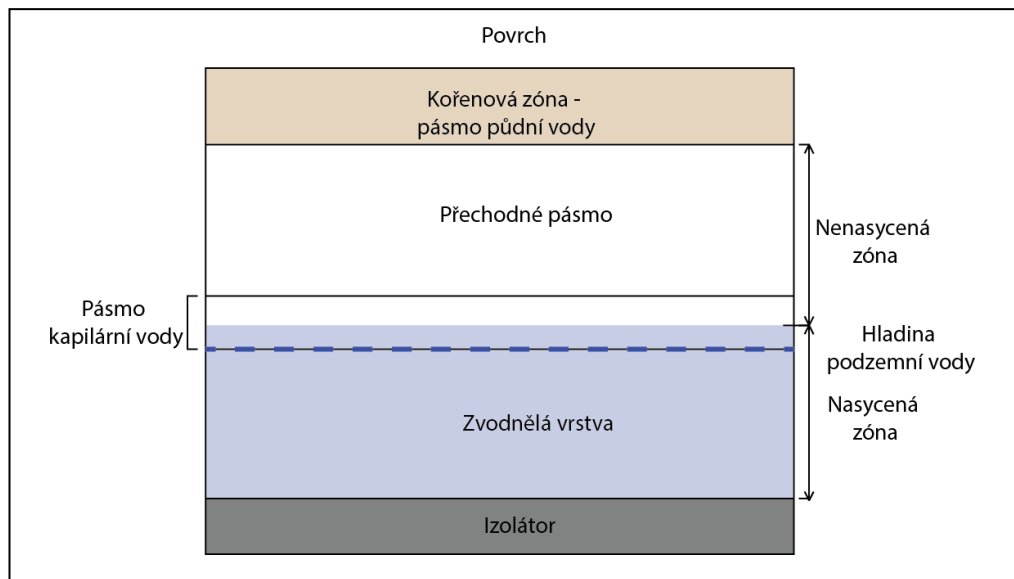 Povrch
Kořenová zóna -
pásmo půdní vody
Přechodné pásmo
Nenasycená
zóna
Pásmo
kapilární vody
Hladina
podzemní vody
Zvodnělá vrstva
Nasycená
zóna
Izolátor